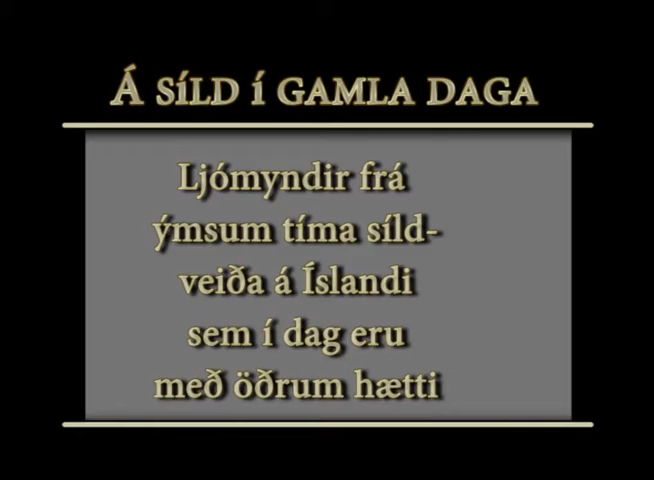 Á SÍLD Í GAMLA DAGA
Ljómyndir frá
ýmsum tíma síld-
veiða á Íslandi
sem í dag eru
með öðrum hætti